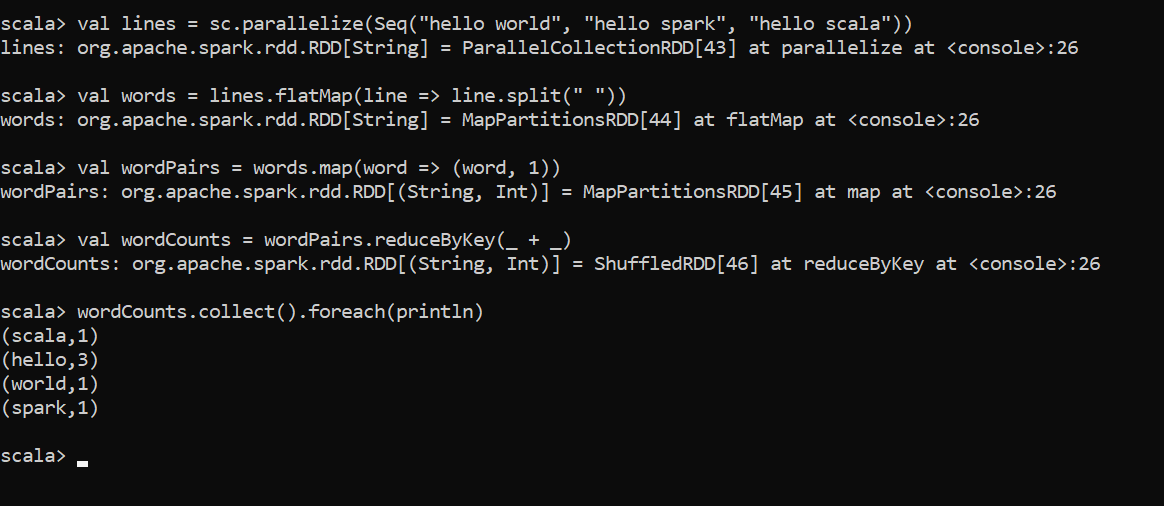 scala> val lines = sc.parallelize(Seq("hello world", "hello spark", "hello scala"))
lines: org.apache.spark.rdd.RDD[String] = ParallelCollectionRDD[43] at parallelize at <console>:26
scala> val words = lines.flatMap(line => line.split(" "))
words: org.apache.spark.rdd.RDD[String] = MapPartitionsRDD[44] at flatMap at <console>:26
scala> val wordPairs = words.map(word => (word, 1))
wordPairs: org.apache.spark.rdd.RDD[(String, Int)] = MapPartitionsRDD[45] at map at <console>:26
scala> val wordCounts = wordPairs.reduceByKey(_ + _)
wordCounts: org.apache.spark.rdd.RDD[(String, Int)] = ShuffledRDD[46] at reduceByKey at <console>:26
scala> wordCounts.collect().foreach(println)
(scala,1)
(hello,3)
(world,1)
(spark,1)
scala>